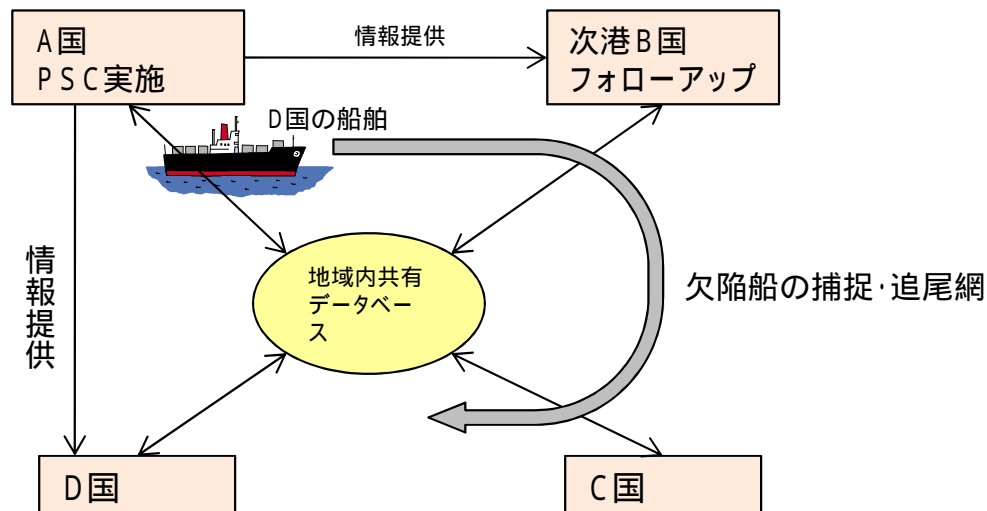 A国
PSC実施
情報提供
次港B国
フォローアップ
D国の船舶
情報提供
地域内共有
データベー
ス
欠陥船の捕捉・追尾網
D国
C国